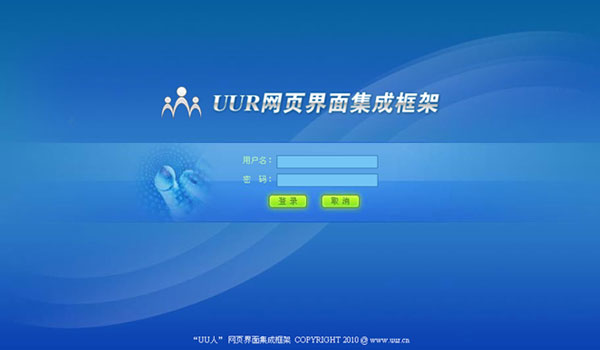 UUR网页界面集成框架
用户名：
密 码：
登 录 取 消
“UU人” 网页界面集成框架 COPYRIGHT 2010 @ www.uur.cn